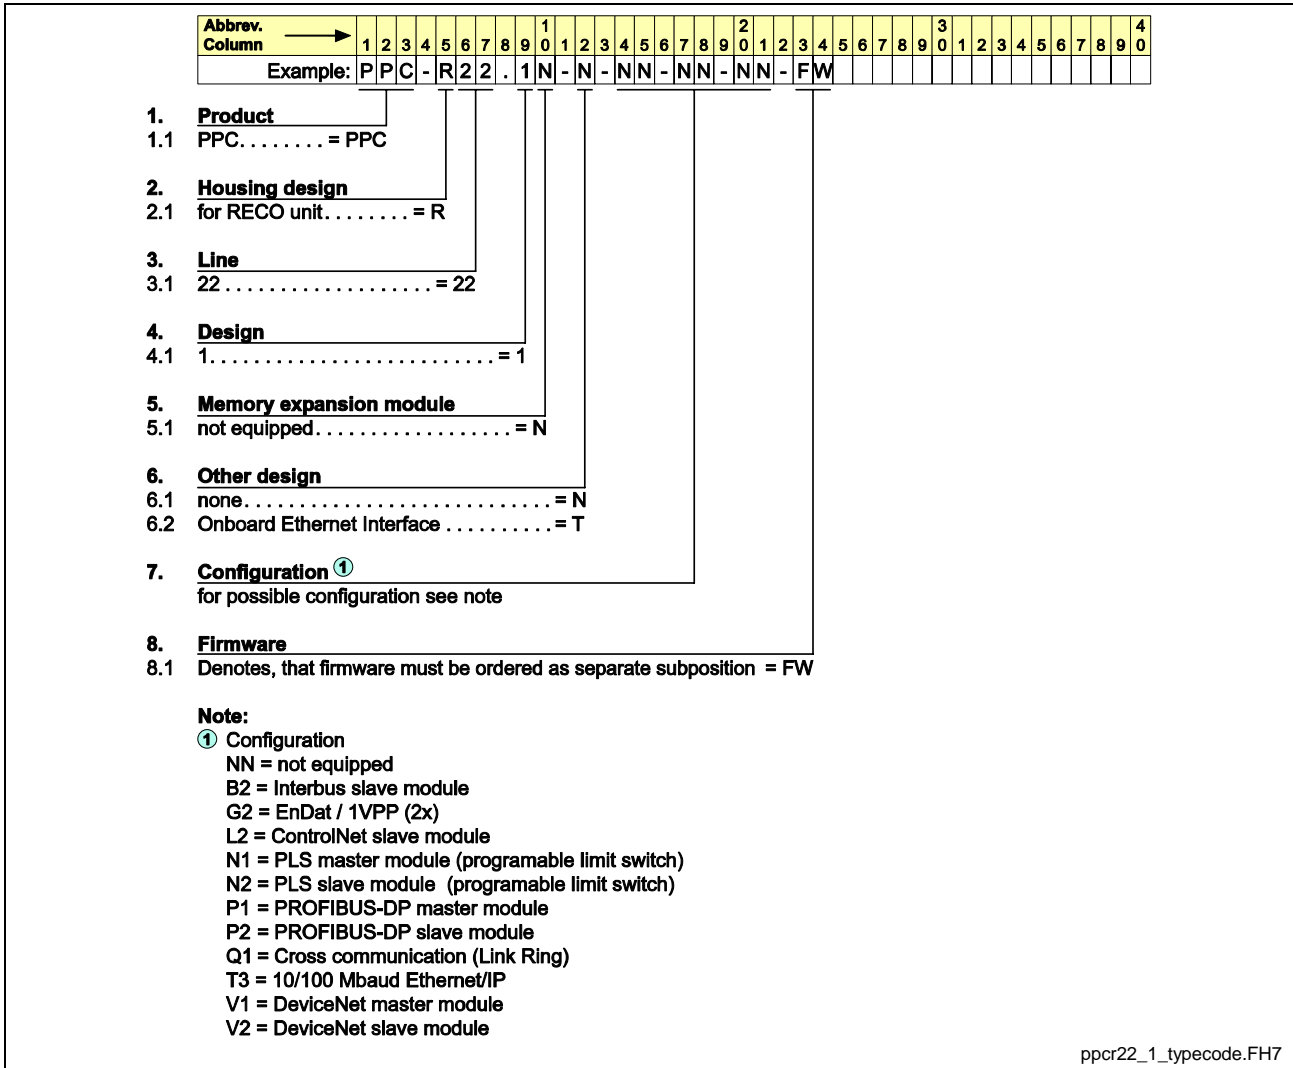 Abbrev. 1 2 3 4
Column 1 2 3 4 5 6 7 8 9 0 1 2 3 4 5 6 7 8 9 0 1 2 3 4 5 6 7 8 9 0 1 2 3 4 5 6 7 8 9 0
Example: P P C - R 2 2 . 1 N - N - N N - N N - N N - F W
1. Product
1.1 PPC. . . . . . . . = PPC
2. Housing design
2.1 for RECO unit. . . . . . . . = R
3. Line
3.1 22 . . . . . . . . . . . . . . . . . . . = 22
4. Design
4.1 1. . . . . . . . . . . . . . . . . . . . . . . . . . = 1
5. Memory expansion module
5.1 not equipped. . . . . . . . . . . . . . . . . . = N
6. Other design
6.1 none. . . . . . . . . . . . . . . . . . . . . . . . . . . . = N
6.2 Onboard Ethernet Interface . . . . . . . . . . = T
7. Configuration ①
for possible configuration see note
8. Firmware
8.1 Denotes, that firmware must be ordered as separate subposition = FW
Note:
① Configuration
NN = not equipped
B2 = Interbus slave module
G2 = EnDat / 1VPP (2x)
L2 = ControlNet slave module
N1 = PLS master module (programable limit switch)
N2 = PLS slave module (programable limit switch)
P1 = PROFIBUS-DP master module
P2 = PROFIBUS-DP slave module
Q1 = Cross communication (Link Ring)
T3 = 10/100 Mbaud Ethernet/IP
V1 = DeviceNet master module
V2 = DeviceNet slave module
ppcr22_1_typecode.FH7